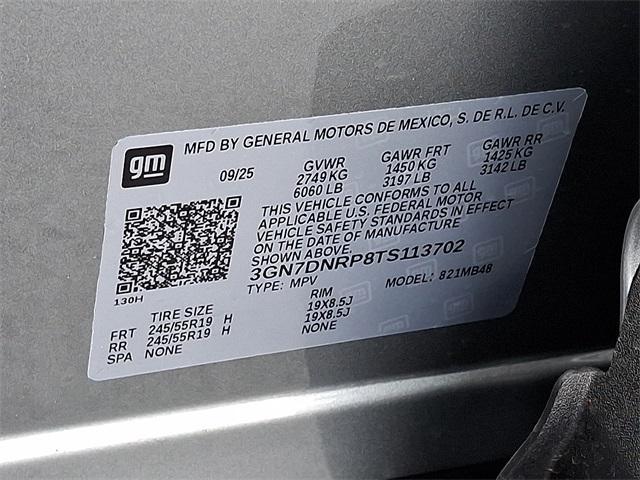 gm
MFD BY GENERAL MOTORS DE MEXICO, S. DE R.L. DE C.V.
09/25 GVWR GAWR FRT GAWR RR
2749 KG 1450 KG 1425 KG
6060 LB 3197 LB 3142 LB
THIS VEHICLE CONFORMS TO ALL
APPLICABLE U.S. FEDERAL MOTOR
VEHICLE SAFETY STANDARDS IN EFFECT
ON THE DATE OF MANUFACTURE
SHOWN ABOVE.
3GN7DNRP8TS113702
TYPE: MPV MODEL: 821MB48
130H
TIRE SIZE RIM
FRT 245/55R19 H 19X8.5J
RR 245/55R19 H 19X8.5J
SPA NONE NONE